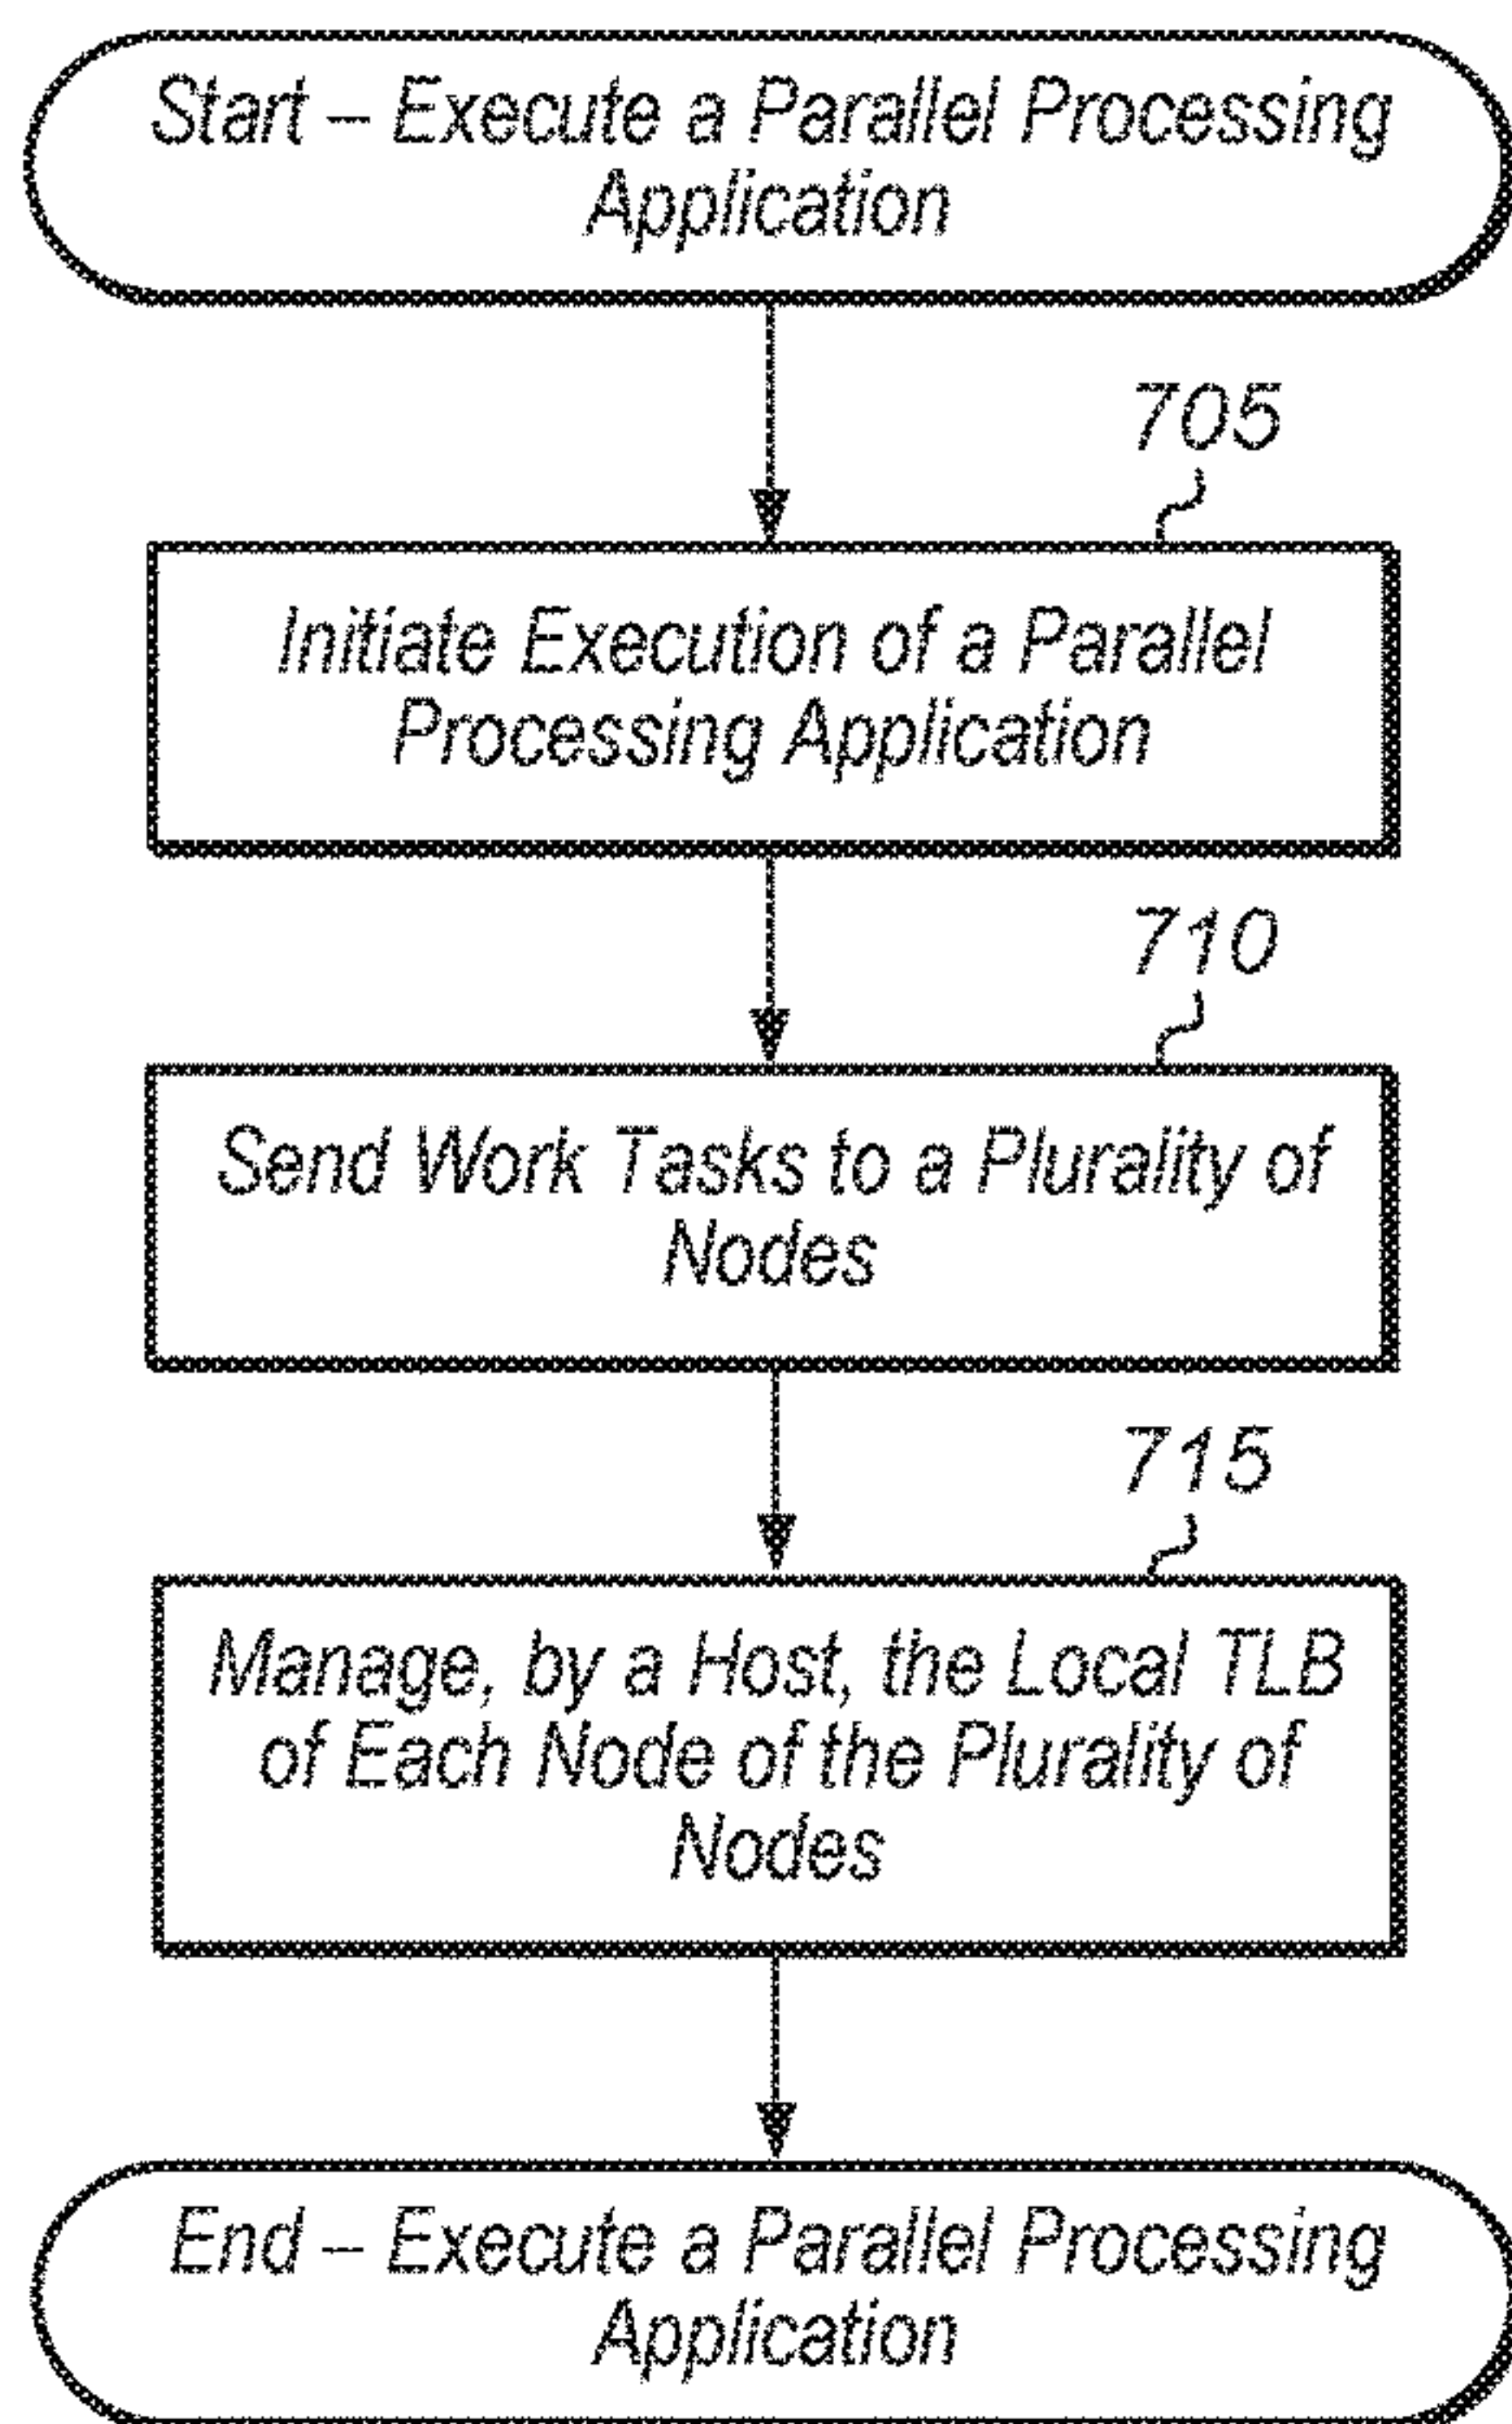 Start – Execute a Parallel Processing
Application
705
Initiate Execution of a Parallel
Processing Application
710
Send Work Tasks to a Plurality of
Nodes
715
Manage, by a Host, the Local TLB
of Each Node of the Plurality of
Nodes
End – Execute a Parallel Processing
Application